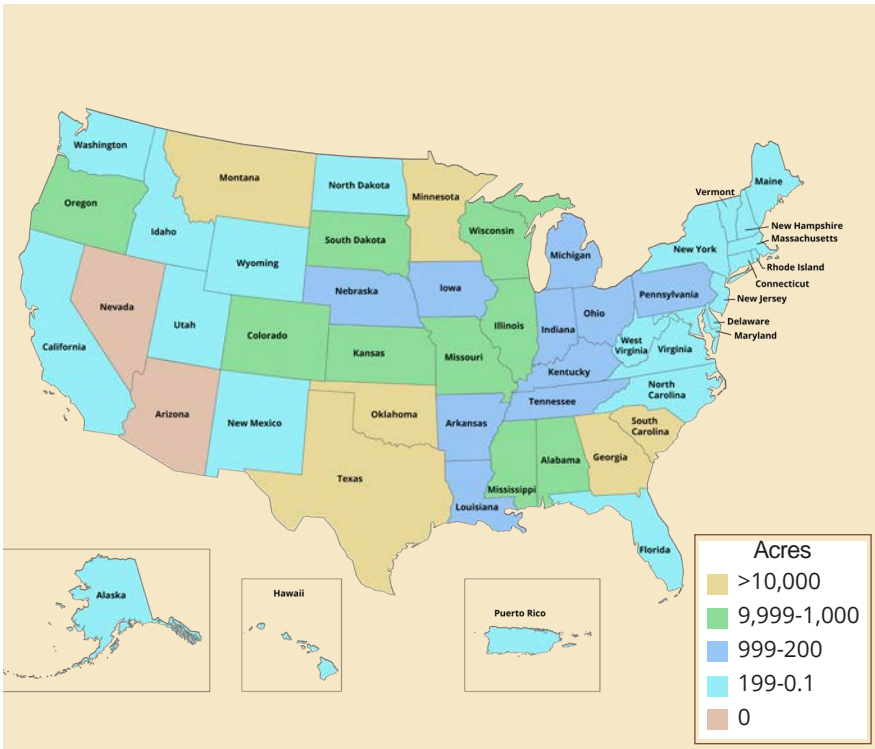 Washington
Montana
North Dakota
Minnesota
Oregon
Idaho
Wyoming
South Dakota
Wisconsin
Michigan
Vermont
Maine
New Hampshire
Massachusetts
New York
Rhode Island
Connecticut
New Jersey
Pennsylvania
Delaware
Maryland
Nevada
Utah
Colorado
Nebraska
Iowa
Illinois
Indiana
Ohio
West
Virginia
Virginia
California
Kansas
Missouri
Kentucky
North
Carolina
Tennessee
Arizona
New Mexico
Oklahoma
Arkansas
South
Carolina
Texas
Louisiana
Mississippi
Alabama
Georgia
Florida
Alaska
Hawaii
Puerto Rico
Acres
>10,000
9,999-1,000
999-200
199-0.1
0